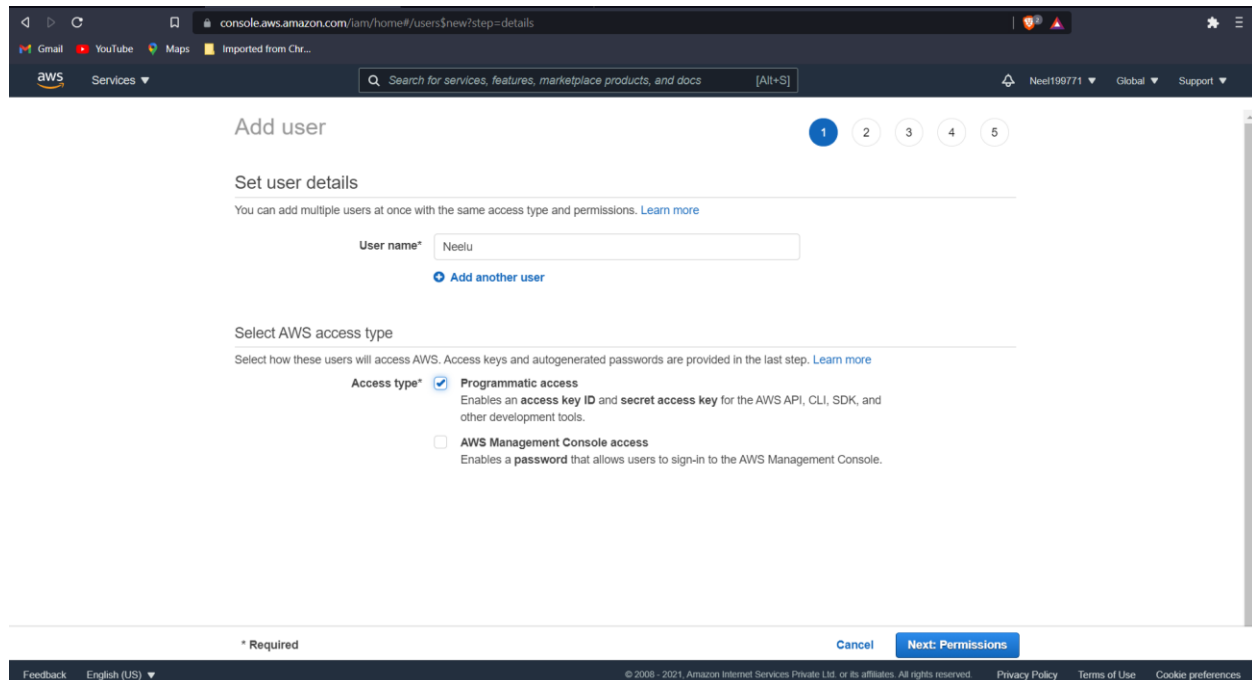 console.aws.amazon.com/iam/home#/users$new?step=details
Gmail YouTube Maps Imported from Chr...
aws Services ▼ Search for services, features, marketplace products, and docs [Alt+S] Neel199771 ▼ Global ▼ Support ▼
Add user 1 2 3 4 5
Set user details
You can add multiple users at once with the same access type and permissions. Learn more
User name* Neelu
Add another user
Select AWS access type
Select how these users will access AWS. Access keys and autogenerated passwords are provided in the last step. Learn more
Access type* Programmatic access
Enables an access key ID and secret access key for the AWS API, CLI, SDK, and
other development tools.
AWS Management Console access
Enables a password that allows users to sign-in to the AWS Management Console.
* Required Cancel Next: Permissions
Feedback English (US) ▼ © 2008 - 2021, Amazon Internet Services Private Ltd. or its affiliates. All rights reserved. Privacy Policy Terms of Use Cookie preferences